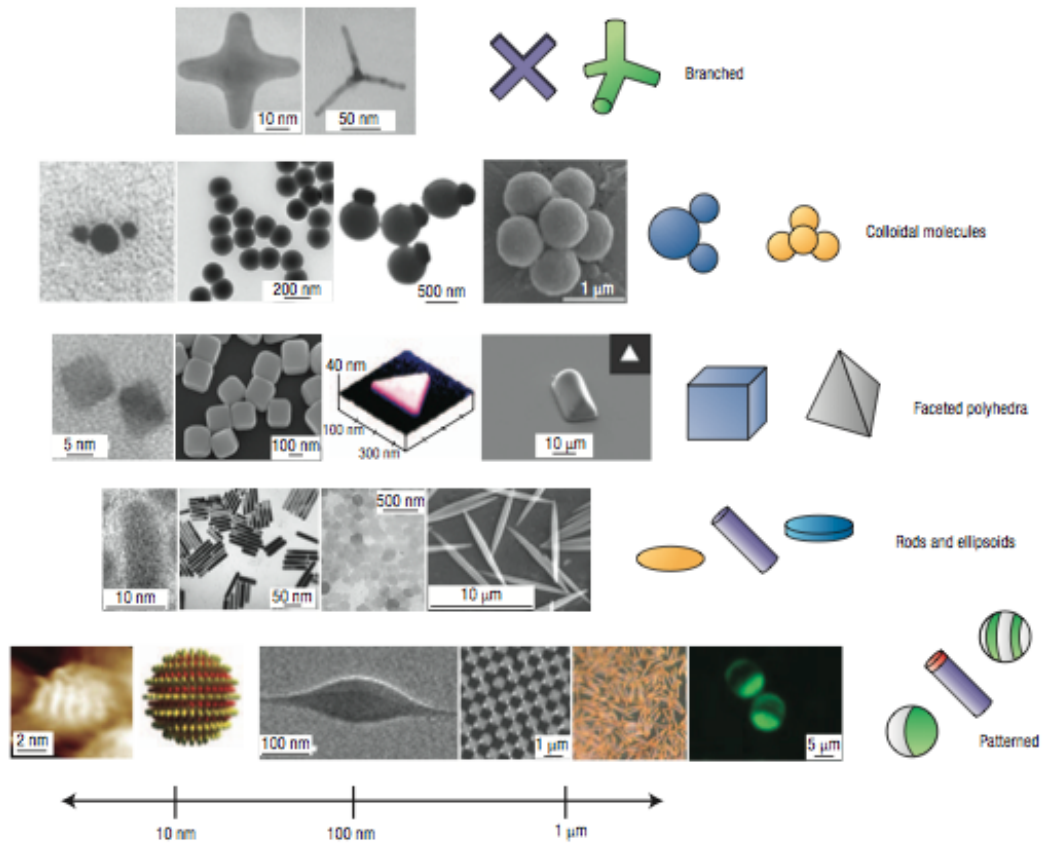 10 nm
50 nm
Branched
200 nm
500 nm
1 µm
Colloidal molecules
5 nm
100 nm
40 nm
100 nm
300 nm
10 µm
Faceted polyhedra
10 nm
50 nm
500 nm
10 µm
Rods and ellipsoids
2 nm
100 nm
1 µm
5 µm
Patterned
10 nm
100 nm
1 µm